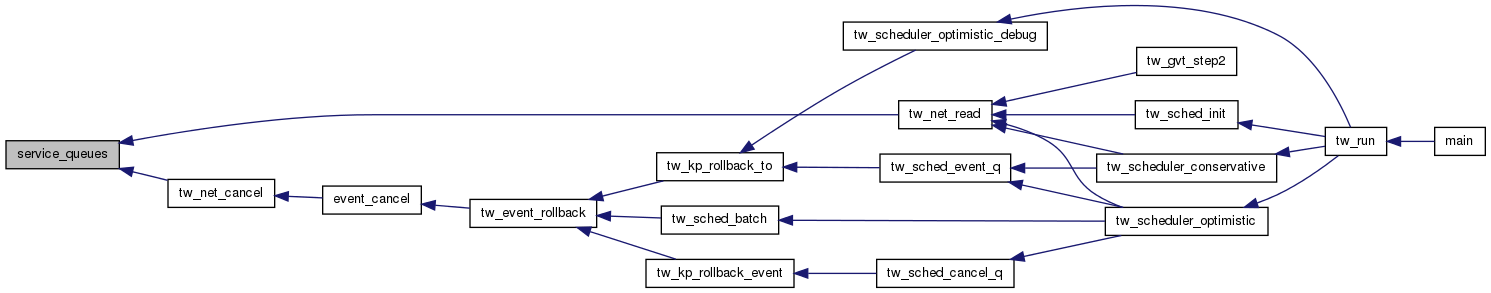 tw_scheduler_optimistic_debug
tw_gvt_step2
tw_net_read
tw_sched_init
tw_run
main
service_queues
tw_kp_rollback_to
tw_sched_event_q
tw_scheduler_conservative
tw_net_cancel
event_cancel
tw_event_rollback
tw_sched_batch
tw_scheduler_optimistic
tw_kp_rollback_event
tw_sched_cancel_q